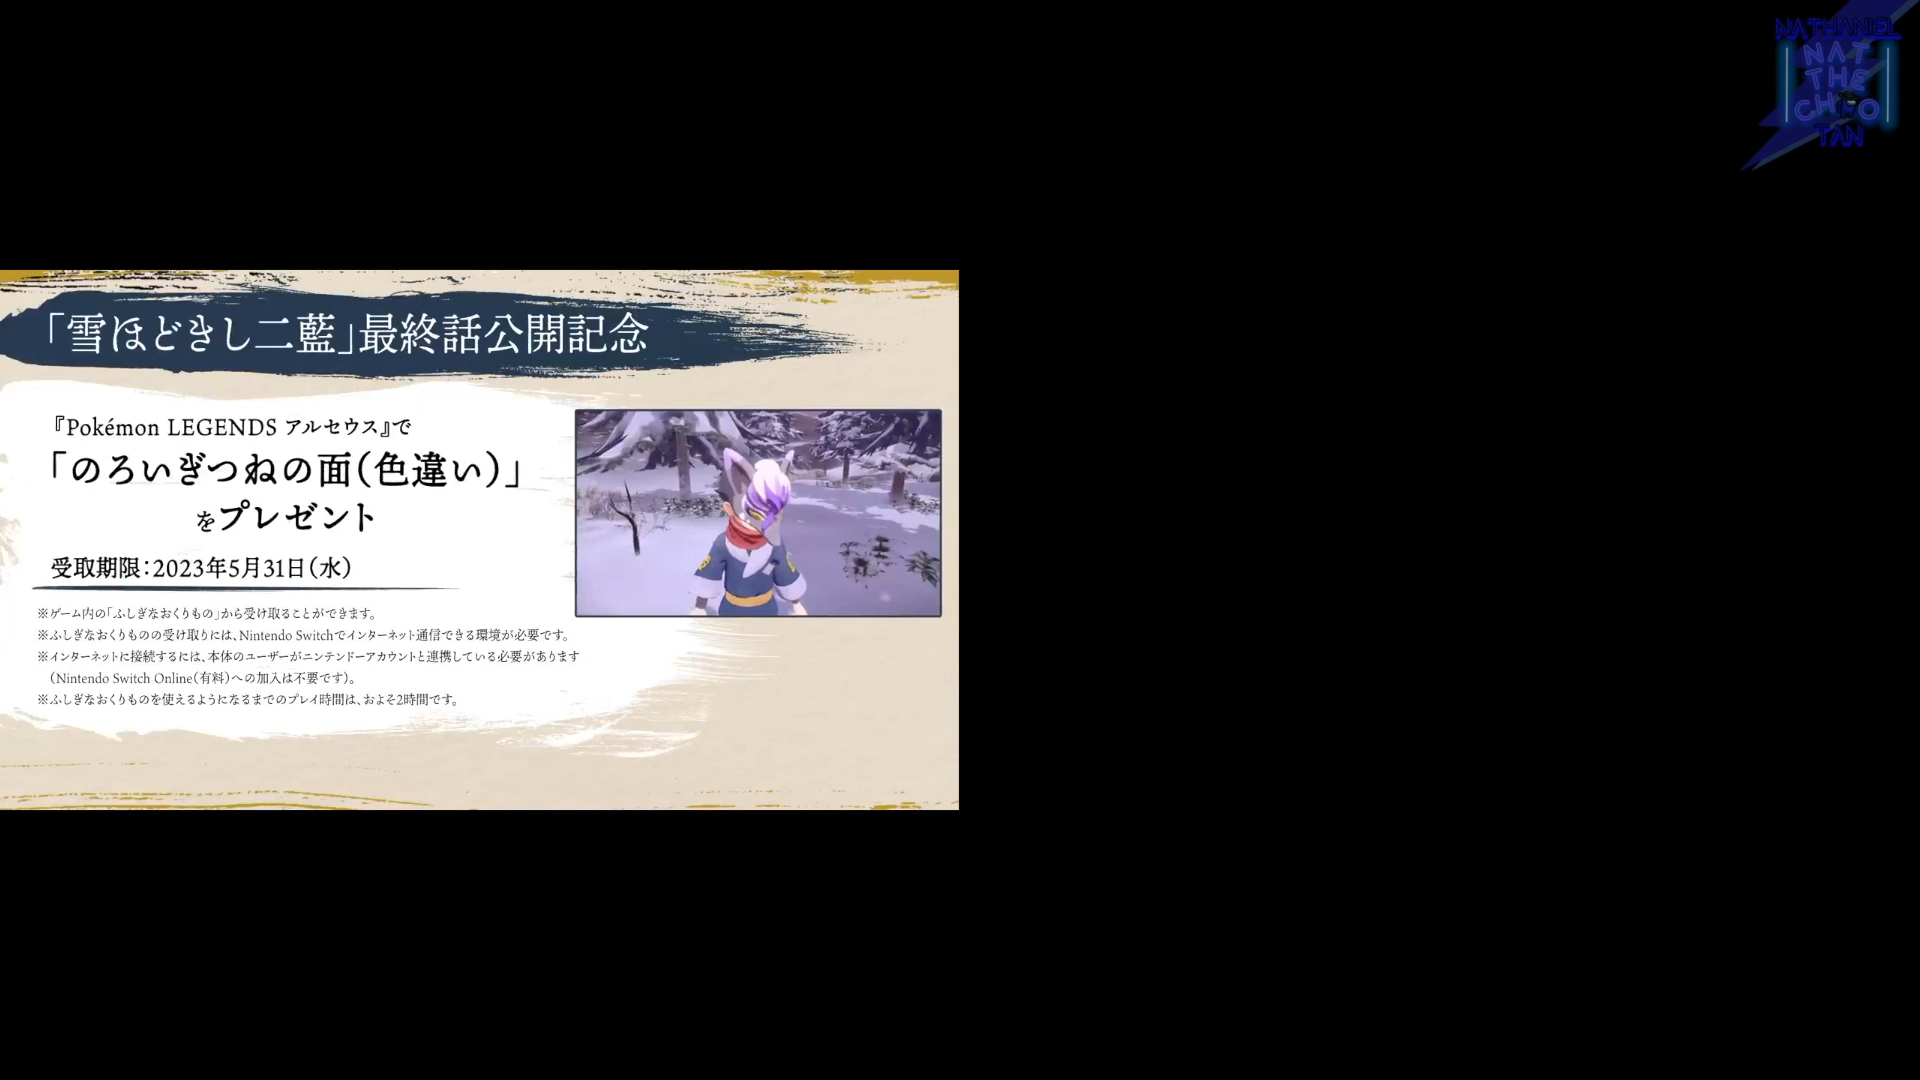 「雪ほどきし二藍」最終話公開記念
『Pokémon LEGENDS アルセウス』で
「のろいぎつねの面(色違い)」
をプレゼント
受取期限:2023年5月31日(水)
※ゲーム内の「ふしぎなおくりもの」から受け取ることができます。
※ふしぎなおくりものの受け取りには、Nintendo Switchでインターネット通信できる環境が必要です。
※インターネットに接続するには、本体のユーザーがニンテンドーアカウントと連携している必要があります
(Nintendo Switch Online(有料)への加入は不要です)。
※ふしぎなおくりものを使えるようになるまでのプレイ時間は、およそ2時間です。
NATHANIEL
NAT
THE
TAN